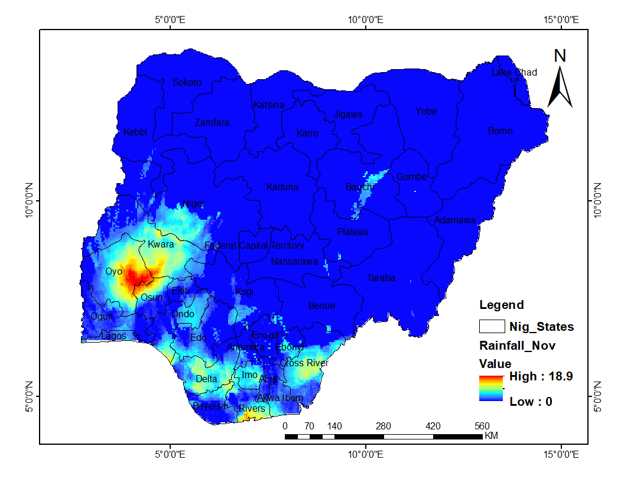 5°0'0"E 10°0'0"E 15°0'0"E
N
Lake Chad
Sokoto
Katsina
Jigawa
Yobe
Zamfara
Kano
Borno
Kebbi
Kaduna
Bauchi
Gombe
10°0'0"N
10°0'0"N
Niger
Adamawa
Plateau
Kwara
Federal Capital Territory
Nassarawa
Oyo
Taraba
Osun
Ekiti
Kogi
Benue
Ogun
Ondo
Lagos
Edo
Enugu
Anambra
Ebonyi
Cross River
Delta
Imo
Abia
Bayelsa
Rivers
Akwa Ibom
5°0'0"N
5°0'0"N
Legend
Nig_States
Rainfall_Nov
Value
High : 18.9
Low : 0
0 70 140 280 420 560
KM
5°0'0"E 10°0'0"E 15°0'0"E